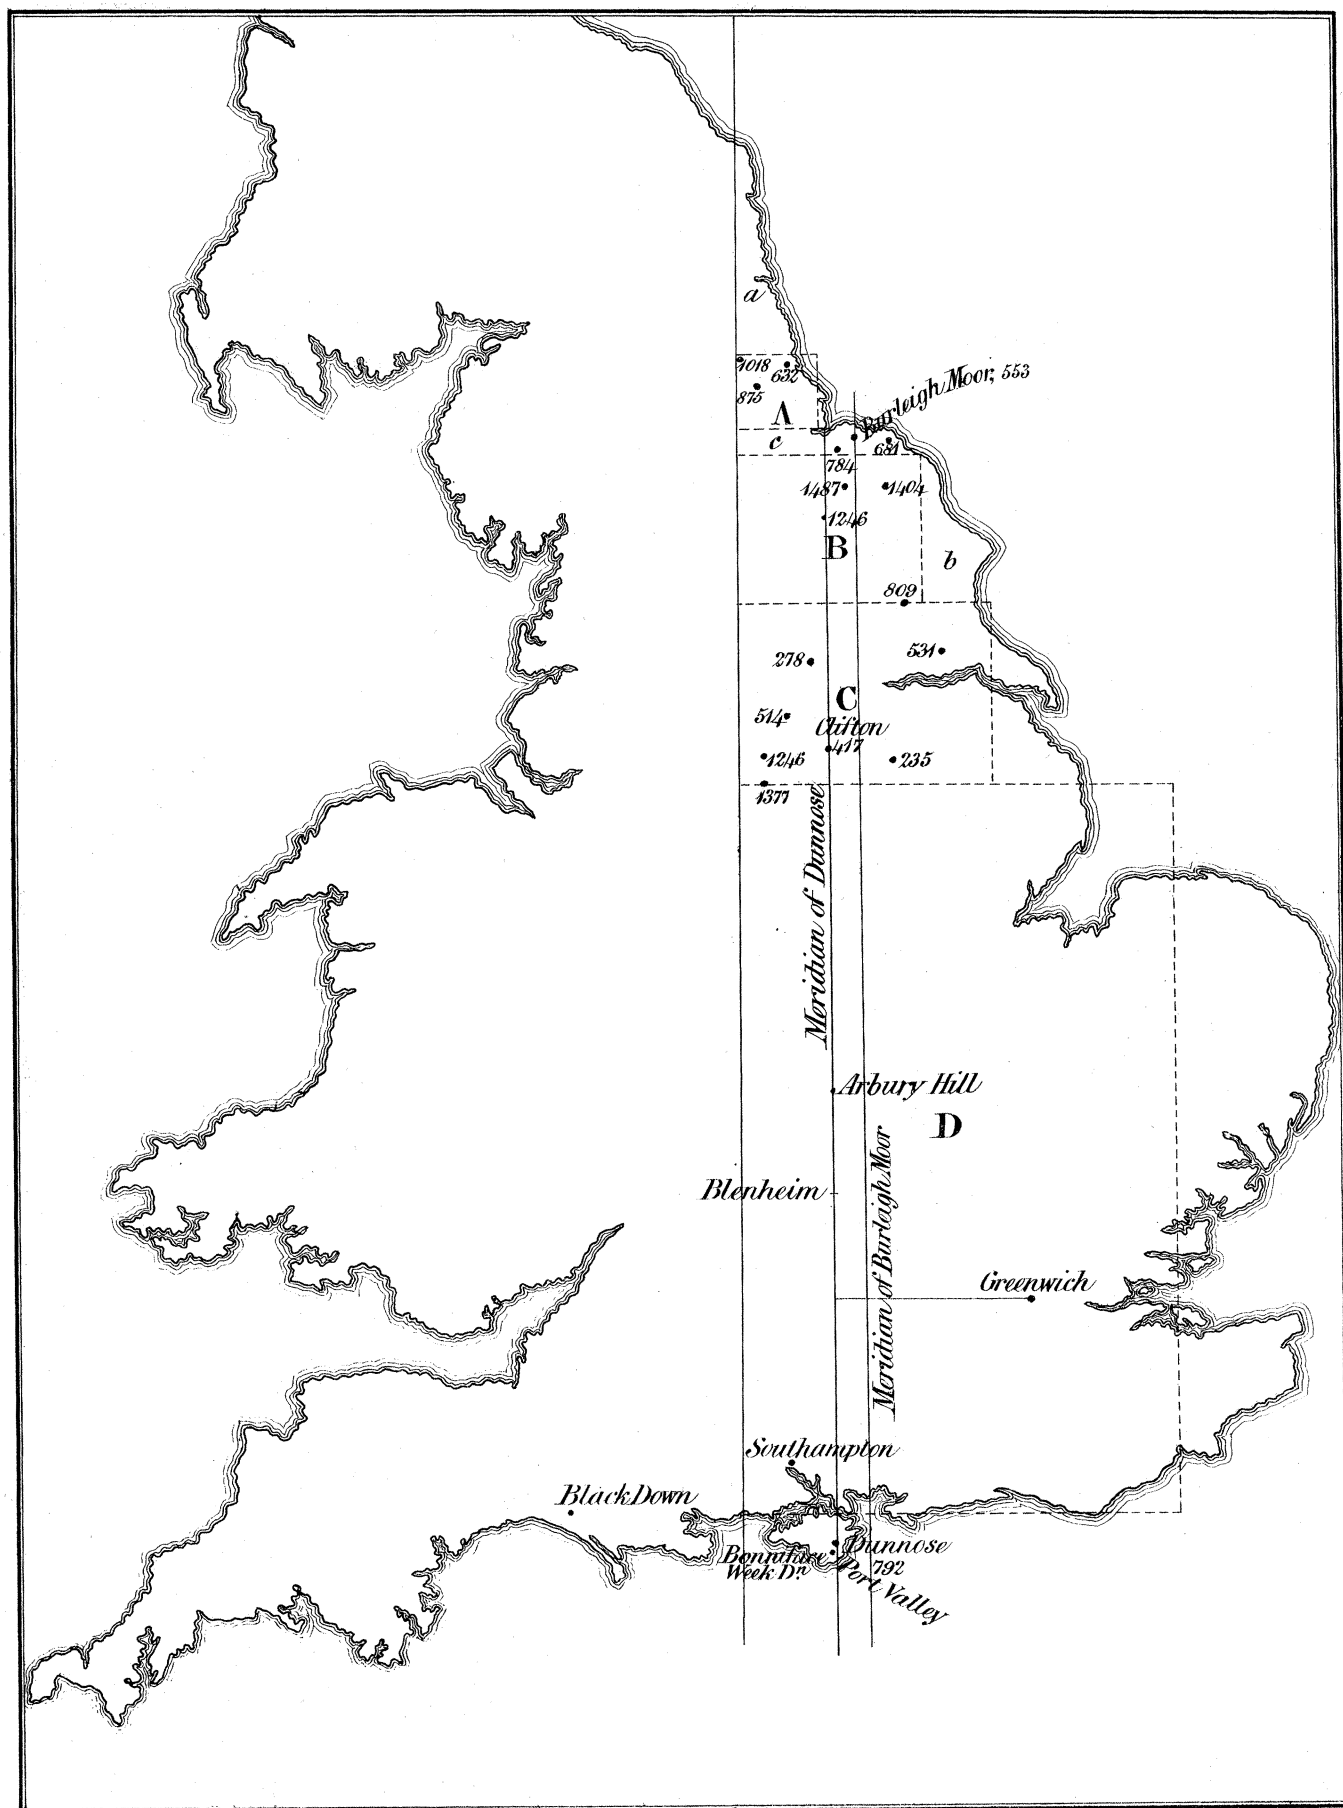 a
1018
632
875
A
Burleigh Moor, 553
c
784
681
1487
1404
1246
B
b
809
278
531
C
514
Clifton
417
1246
235
1377
Meridian of Dunnose
Arbury Hill
D
Blenheim
Meridian of Burleigh Moor
Greenwich
Southampton
Black Down
Dunnose
792
Week Dn
Port Valley